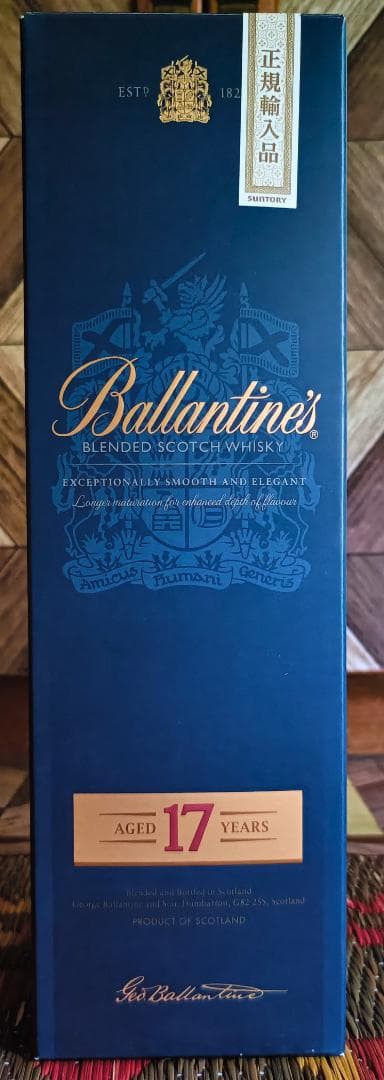 ESTD 182
正規輸入品
SUNTORY
Ballantine's®
BLENDED SCOTCH WHISKY
EXCEPTIONALLY SMOOTH AND ELEGANT
Longer maturation for enhanced depth of flavour
Amicus Humani Generis
AGED 17 YEARS
Blended and Bottled in Scotland
George Ballantine and Son, Dumbarton, G82 2SS, Scotland
PRODUCT OF SCOTLAND
Geo Ballantine